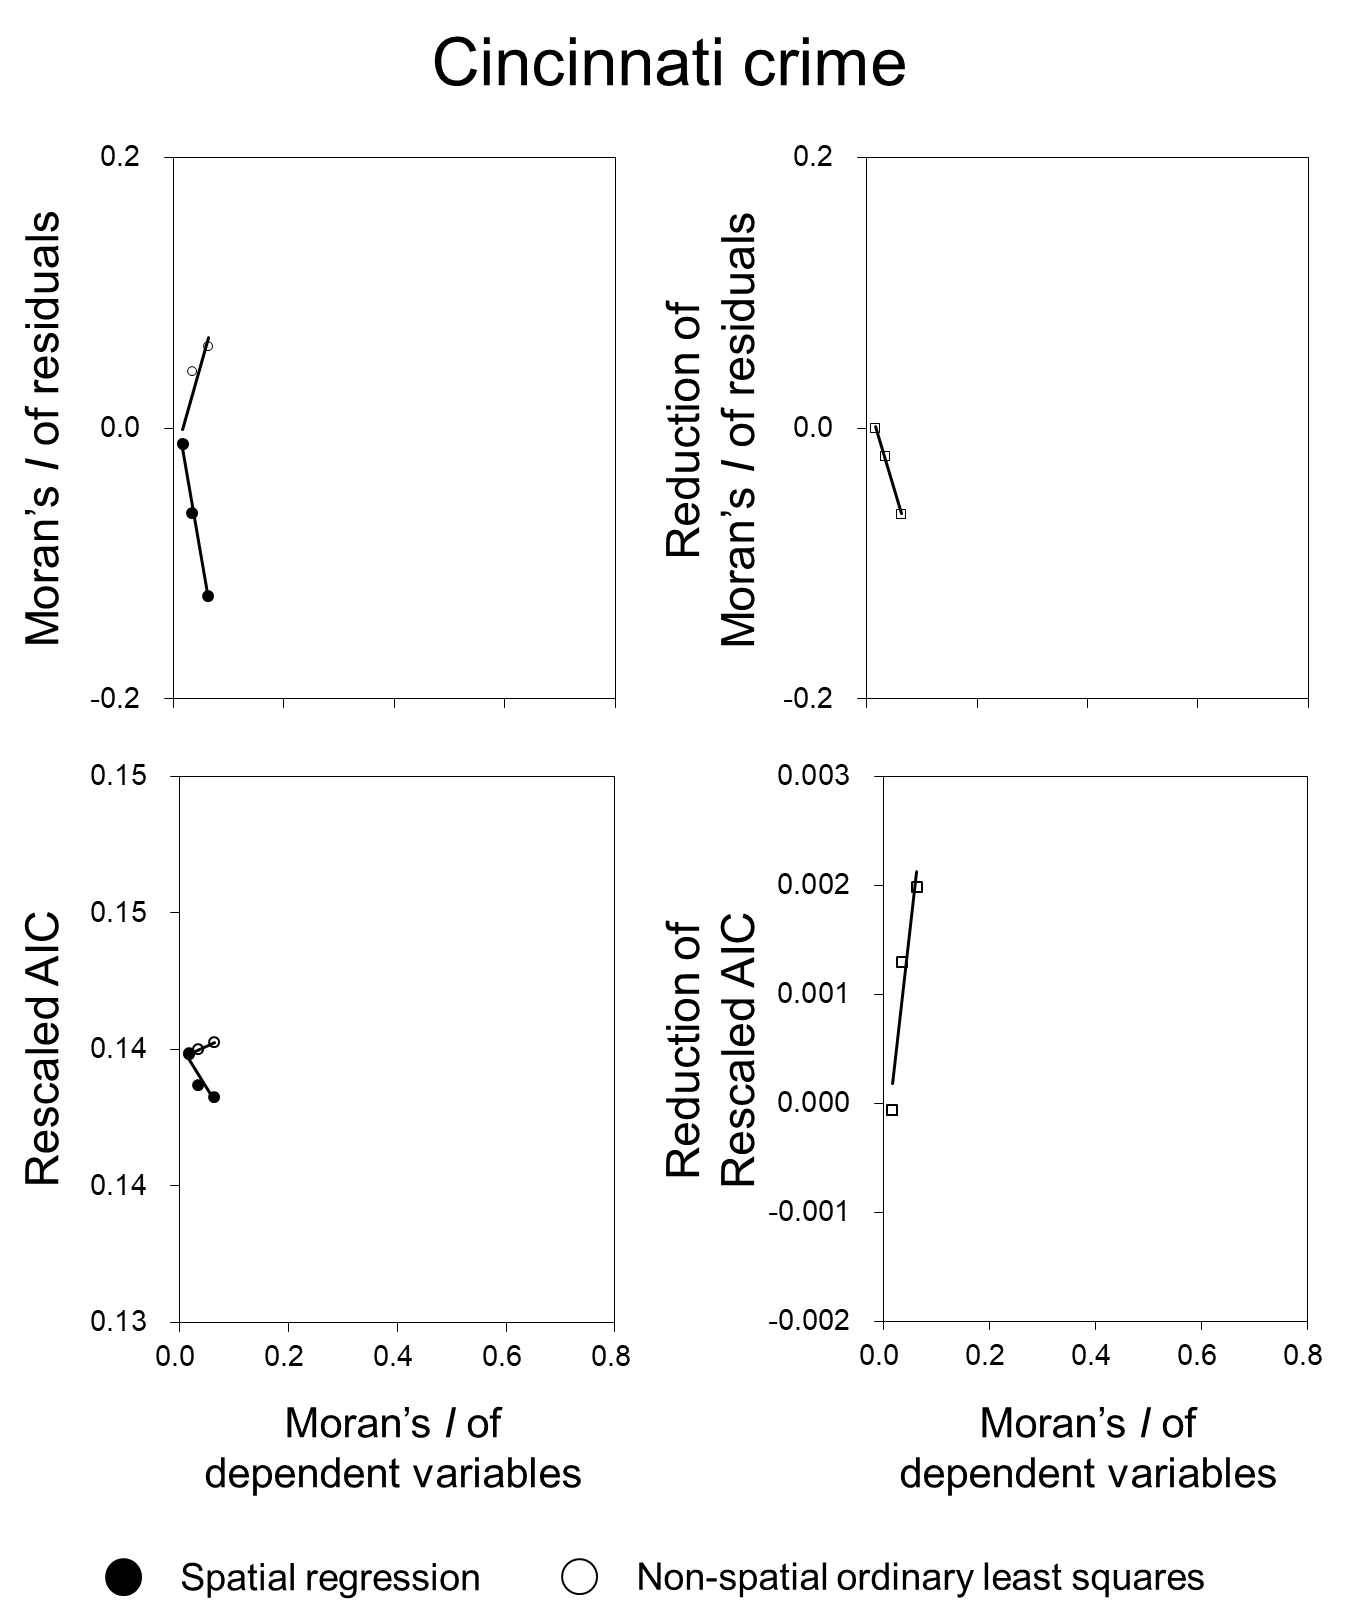 Cincinnati crime
0.2
0.0
-0.2
Moran’s I of residuals
0.2
0.0
-0.2
Reduction of
Moran’s I of residuals
0.15
0.15
0.14
0.14
0.13
Rescaled AIC
0.0 0.2 0.4 0.6 0.8
Moran’s I of
dependent variables
0.003
0.002
0.001
0.000
-0.001
-0.002
Reduction of
Rescaled AIC
0.0 0.2 0.4 0.6 0.8
Moran’s I of
dependent variables
Spatial regression
Non-spatial ordinary least squares